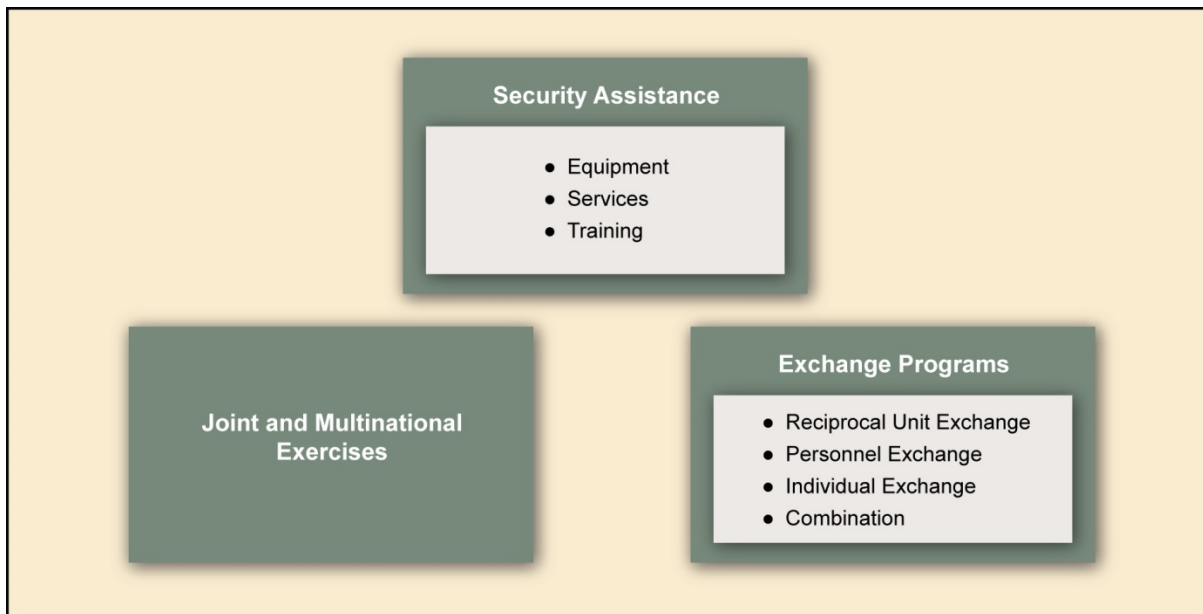 Security Assistance
● Equipment
● Services
● Training
Joint and Multinational
Exercises
Exchange Programs
● Reciprocal Unit Exchange
● Personnel Exchange
● Individual Exchange
● Combination